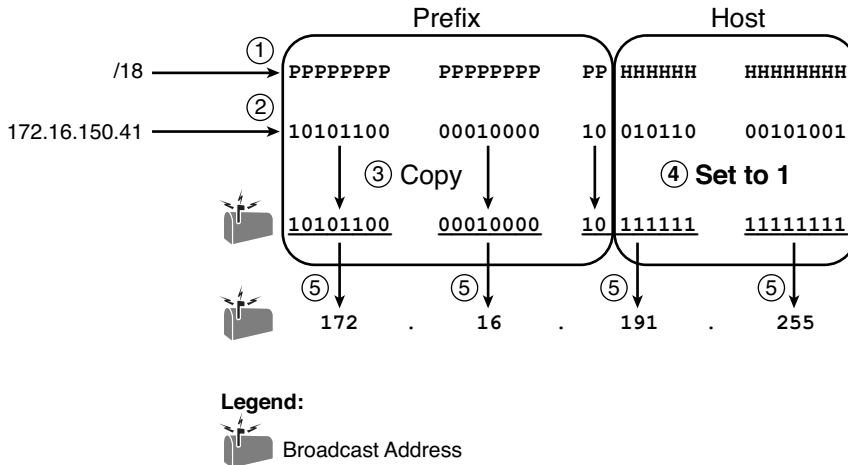 Prefix Host
① /18 PPPPPPPP PPPPPPPP PP HHHHHH HHHHHHHH
② 172.16.150.41 10101100 00010000 10 010110 00101001
③ Copy ④ Set to 1
10101100 00010000 10 111111 11111111
⑤ ⑤ ⑤ ⑤
172 . 16 . 191 . 255
Legend:
Broadcast Address